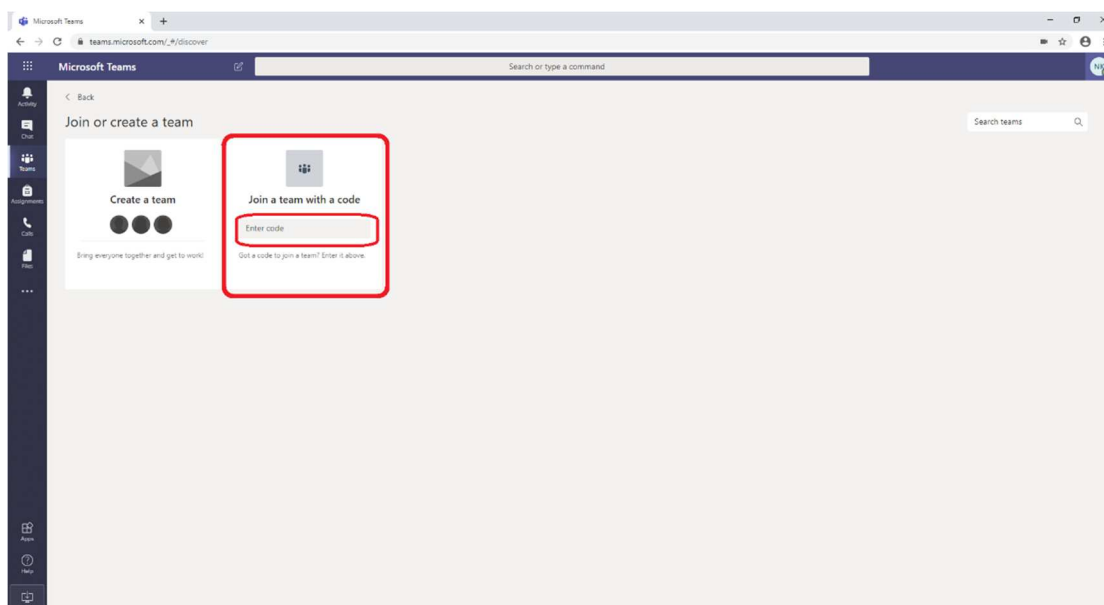 Microsoft Teams
teams.microsoft.com/_#/discover
Microsoft Teams
Search or type a command
NK
Activity
Chat
Teams
Assignments
Calls
Files
Back
Join or create a team
Search teams
Create a team
Bring everyone together and get to work!
Join a team with a code
Enter code
Got a code to join a team? Enter it above.
Apps
Help